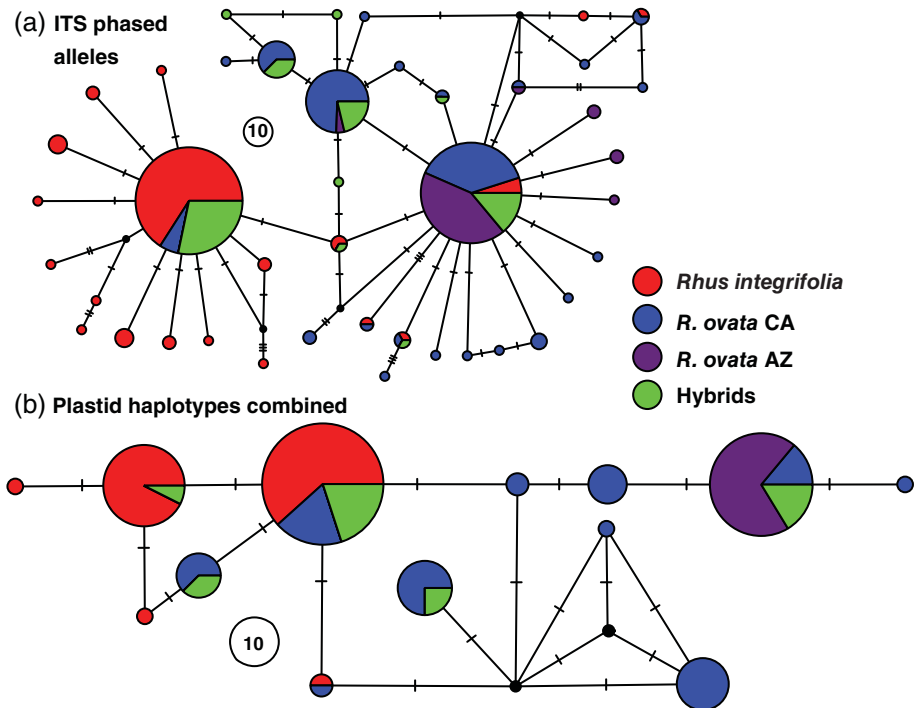 (a) ITS phased
alleles
10
Rhus integrifolia
R. ovata CA
R. ovata AZ
Hybrids
(b) Plastid haplotypes combined
10